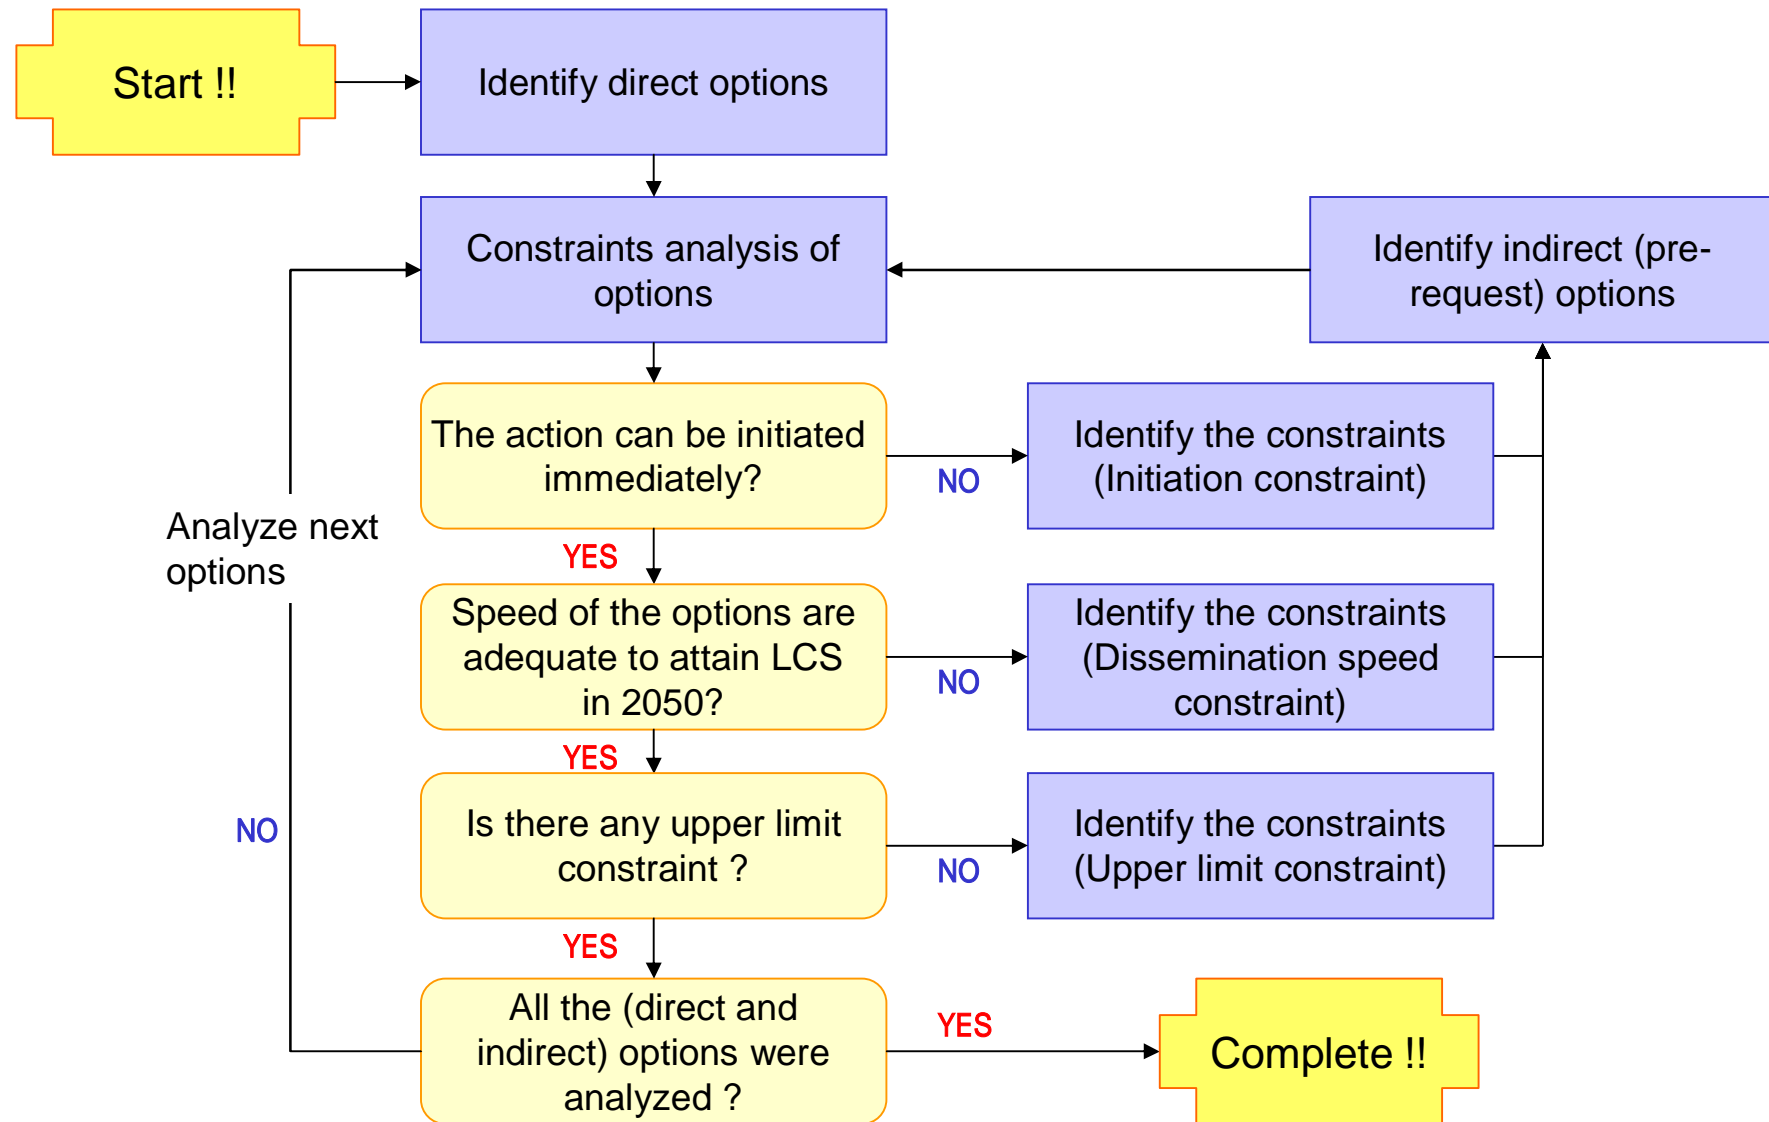 Start !!
Identify direct options
Constraints analysis of
options
Identify indirect (pre-
request) options
The action can be initiated
immediately?
NO
Identify the constraints
(Initiation constraint)
Analyze next
options
YES
Speed of the options are
adequate to attain LCS
in 2050?
NO
Identify the constraints
(Dissemination speed
constraint)
YES
Is there any upper limit
constraint ?
NO
Identify the constraints
(Upper limit constraint)
NO
YES
All the (direct and
indirect) options were
analyzed ?
YES
Complete !!